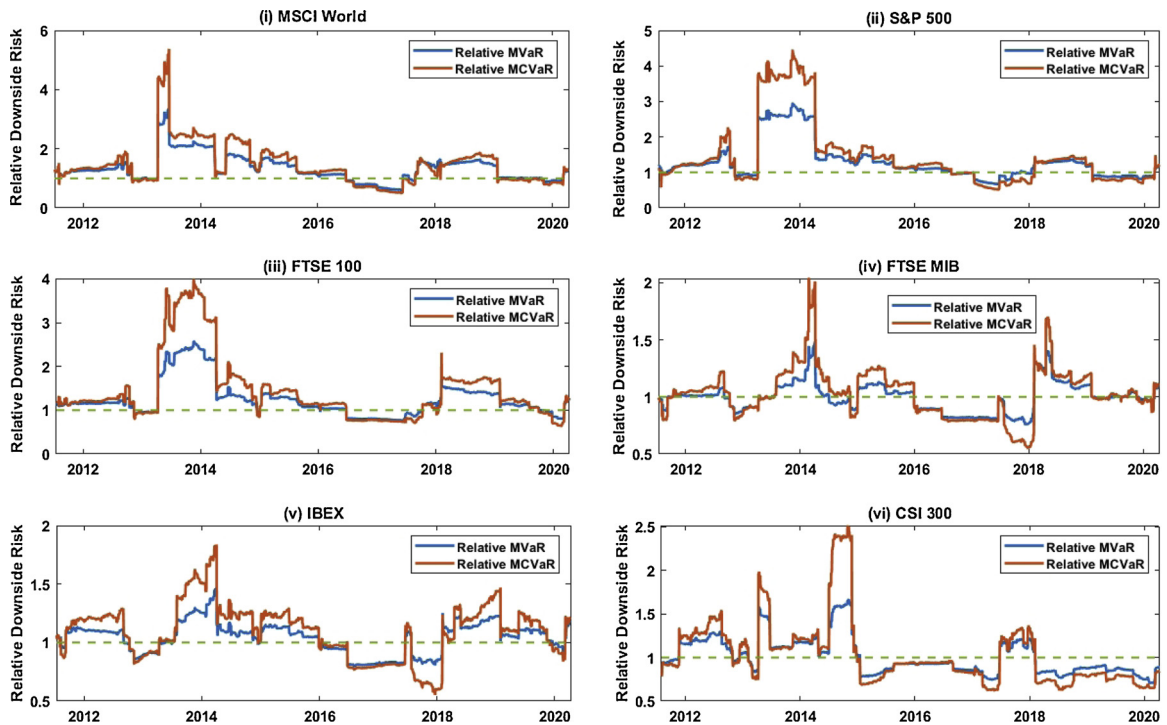 (i) MSCI World
Relative Downside Risk
6
4
2
0
Relative MVaR
Relative MCVaR
2012 2014 2016 2018 2020
(ii) S&P 500
Relative Downside Risk
5
4
3
2
1
0
Relative MVaR
Relative MCVaR
2012 2014 2016 2018 2020
(iii) FTSE 100
Relative Downside Risk
4
3
2
1
0
Relative MVaR
Relative MCVaR
2012 2014 2016 2018 2020
(iv) FTSE MIB
Relative Downside Risk
2
1.5
1
0.5
Relative MVaR
Relative MCVaR
2012 2014 2016 2018 2020
(v) IBEX
Relative Downside Risk
2
1.5
1
0.5
Relative MVaR
Relative MCVaR
2012 2014 2016 2018 2020
(vi) CSI 300
Relative Downside Risk
2.5
2
1.5
1
0.5
Relative MVaR
Relative MCVaR
2012 2014 2016 2018 2020